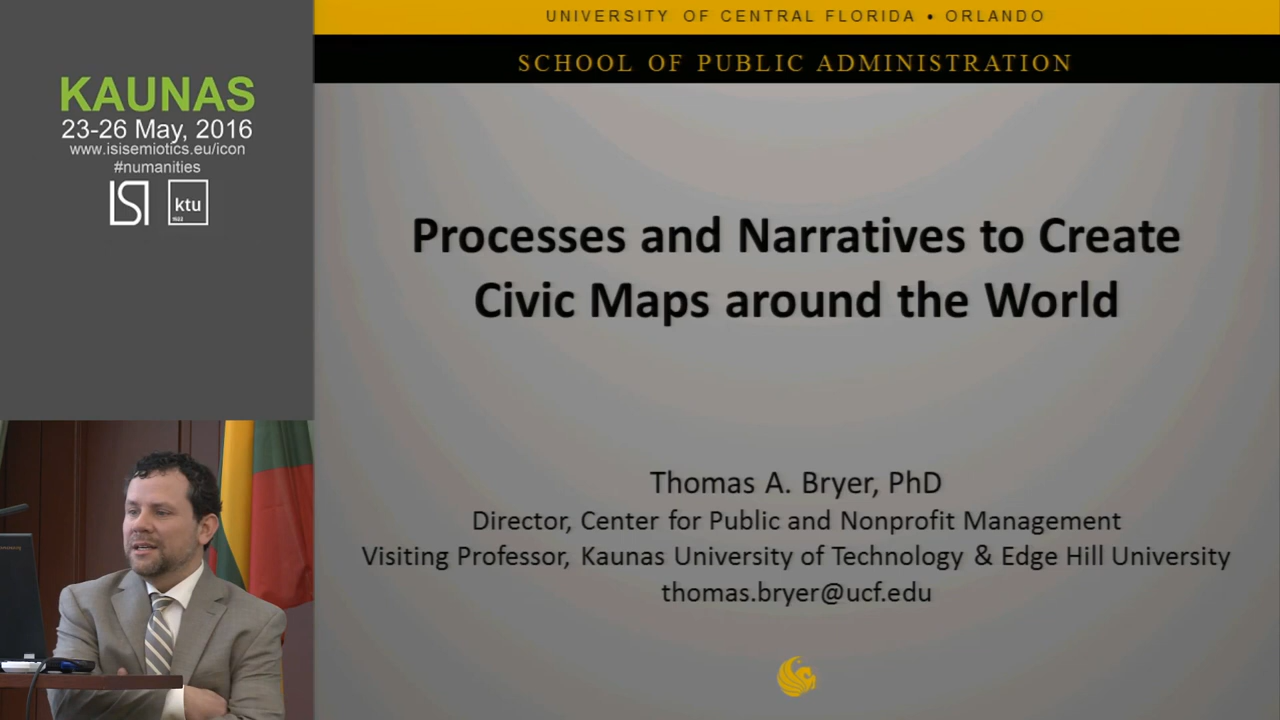 KAUNAS
23-26 May, 2016
www.isisemiotics.eu/icon
#numanities
ISI
ktu
1922
UNIVERSITY OF CENTRAL FLORIDA • ORLANDO
SCHOOL OF PUBLIC ADMINISTRATION
Processes and Narratives to Create
Civic Maps around the World
Thomas A. Bryer, PhD
Director, Center for Public and Nonprofit Management
Visiting Professor, Kaunas University of Technology & Edge Hill University
thomas.bryer@ucf.edu